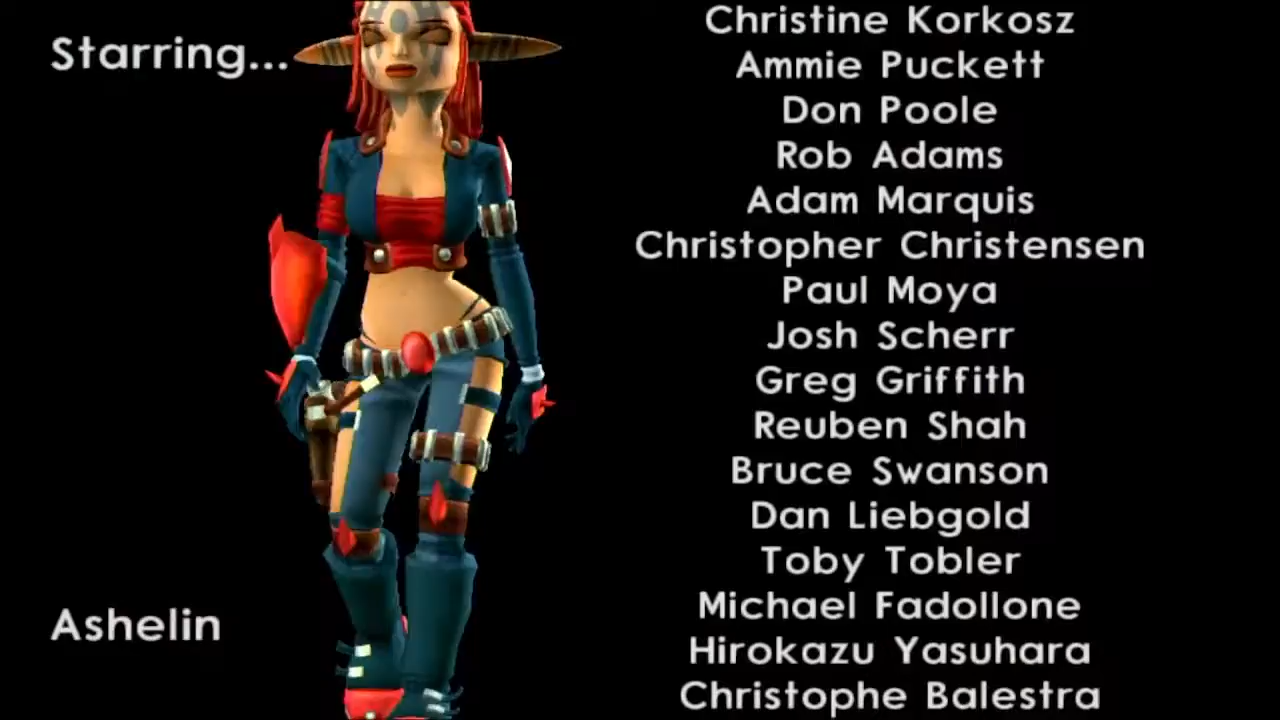 Starring...
Christine Korkosz
Ammie Puckett
Don Poole
Rob Adams
Adam Marquis
Christopher Christensen
Paul Moya
Josh Scherr
Greg Griffith
Reuben Shah
Bruce Swanson
Dan Liebgold
Toby Tobler
Michael Fadollone
Hirokazu Yasuhara
Christophe Balestra
Ashelin